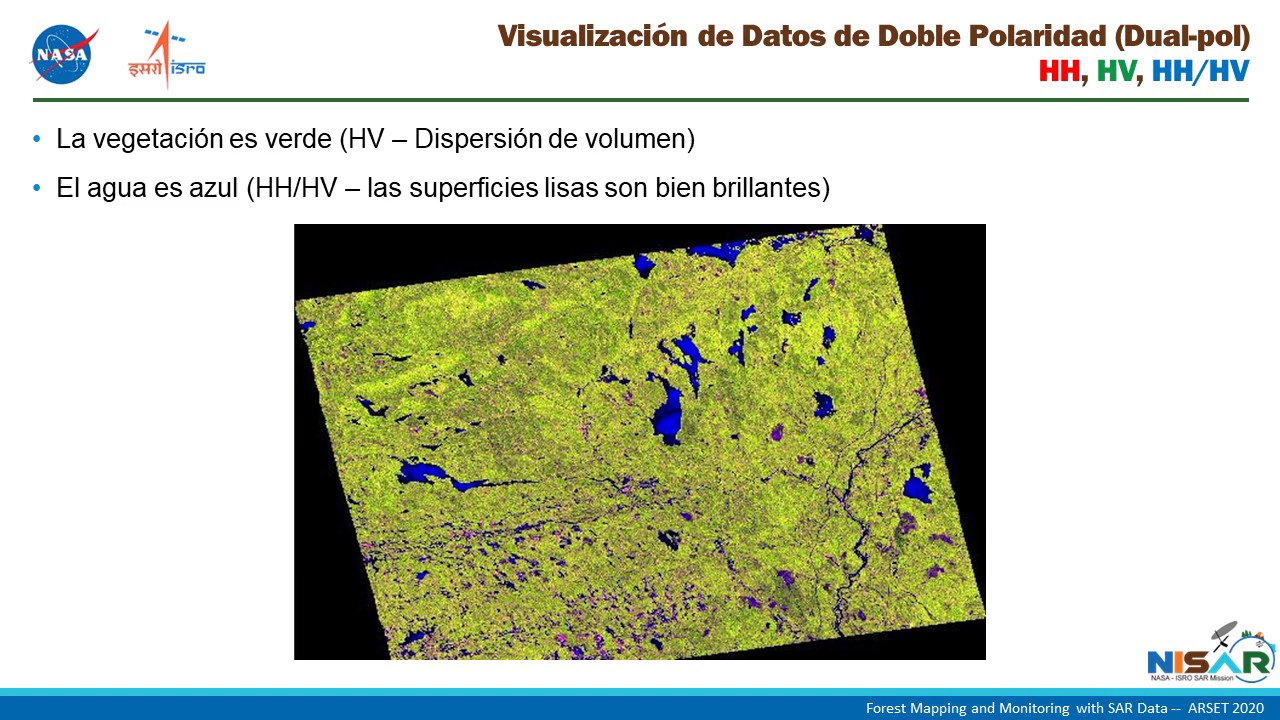 NASA
इसरो isro
Visualización de Datos de Doble Polaridad (Dual-pol)
HH, HV, HH/HV
• La vegetación es verde (HV – Dispersión de volumen)
• El agua es azul (HH/HV – las superficies lisas son bien brillantes)
NISAR
NASA - ISRO SAR Mission
Forest Mapping and Monitoring with SAR Data -- ARSET 2020